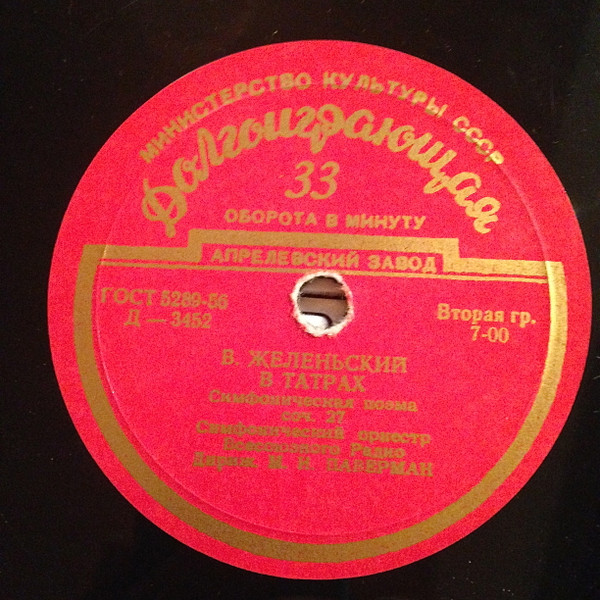 МИНИСТЕРСТВО КУЛЬТУРЫ СССР
Долгоиграющая
33
ОБОРОТА В МИНУТУ
АПРЕЛЕВСКИЙ ЗАВОД
ГОСТ 5289-56
Д — 3452
Вторая гр.
7-00
В. ЖЕЛЕНЬСКИЙ
В ТАТРАХ
Симфоническая поэма
соч. 27
Симфонический оркестр
Всесоюзного Радио
Дириж. М. И. ПАВЕРМАН